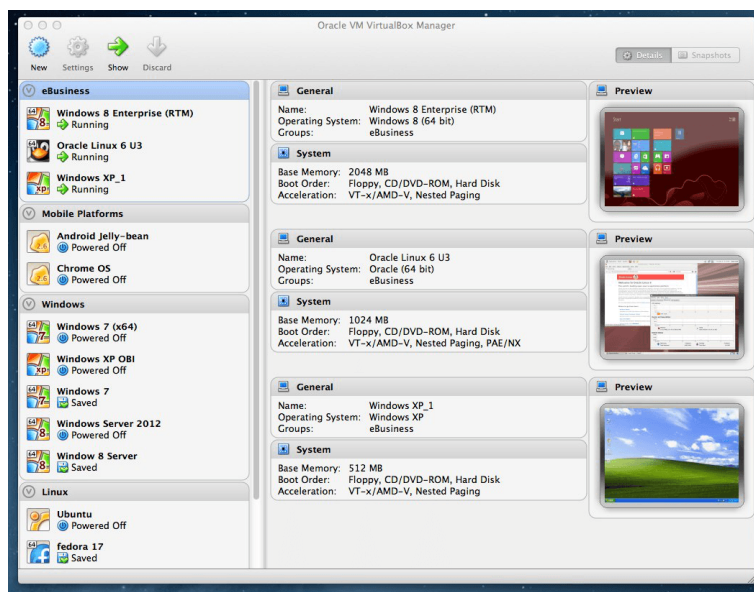 Oracle VM VirtualBox Manager
New Settings Show Discard
Details Snapshots
eBusiness
Windows 8 Enterprise (RTM)
Running
Oracle Linux 6 U3
Running
Windows XP_1
Running
Mobile Platforms
Android Jelly-bean
Powered Off
Chrome OS
Powered Off
Windows
Windows 7 (x64)
Powered Off
Windows XP OBI
Powered Off
Windows 7
Saved
Windows Server 2012
Powered Off
Window 8 Server
Saved
Linux
Ubuntu
Powered Off
fedora 17
Saved
General
Name: Windows 8 Enterprise (RTM)
Operating System: Windows 8 (64 bit)
Groups: eBusiness
System
Base Memory: 2048 MB
Boot Order: Floppy, CD/DVD-ROM, Hard Disk
Acceleration: VT-x/AMD-V, Nested Paging
Preview
General
Name: Oracle Linux 6 U3
Operating System: Oracle (64 bit)
Groups: eBusiness
System
Base Memory: 1024 MB
Boot Order: Floppy, CD/DVD-ROM, Hard Disk
Acceleration: VT-x/AMD-V, Nested Paging, PAE/NX
Preview
General
Name: Windows XP_1
Operating System: Windows XP
Groups: eBusiness
System
Base Memory: 512 MB
Boot Order: Floppy, CD/DVD-ROM, Hard Disk
Acceleration: VT-x/AMD-V, Nested Paging
Preview